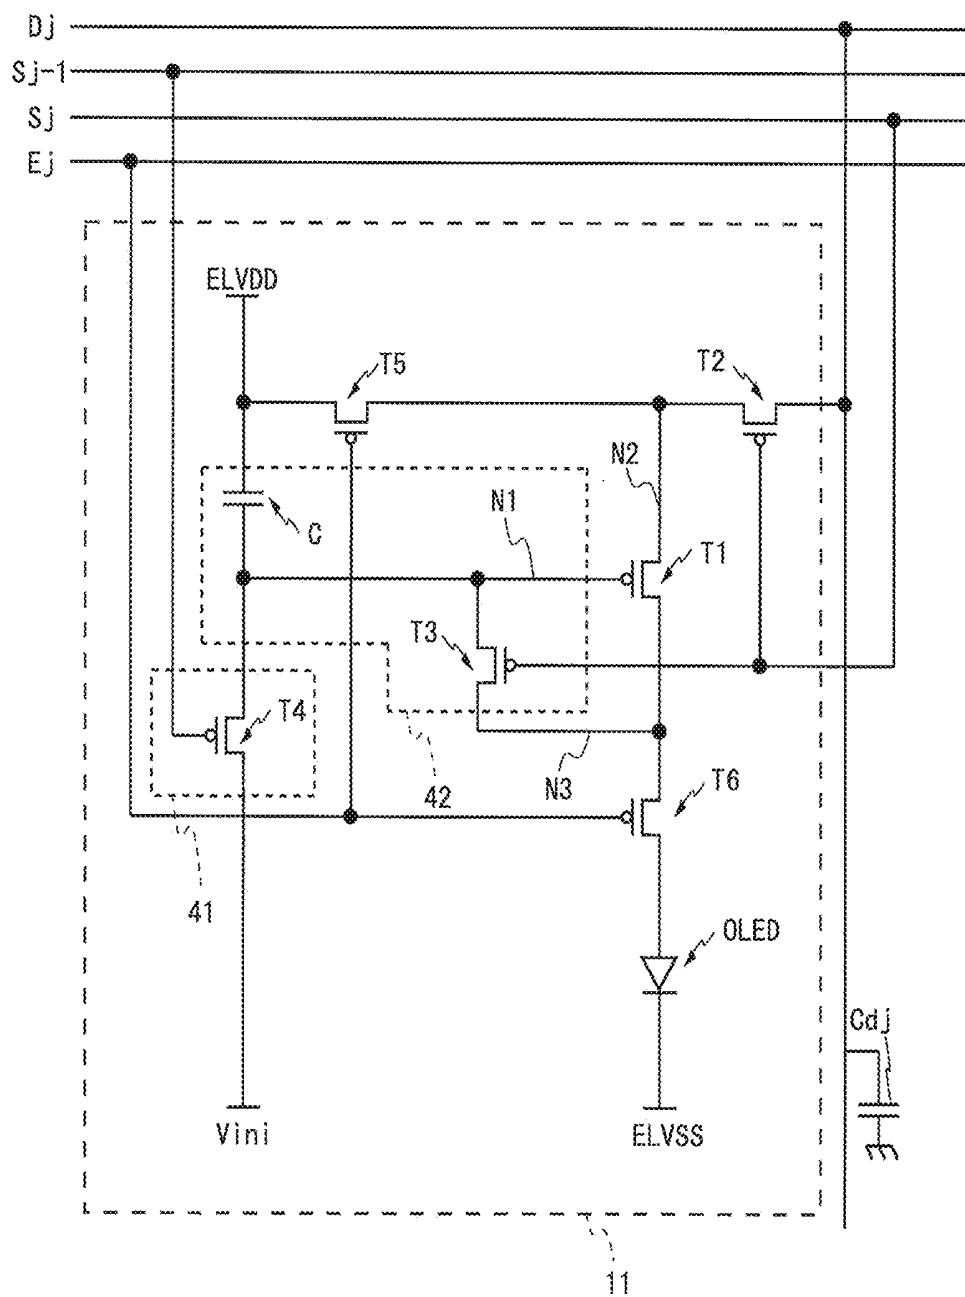 Dj
Sj-1
Sj
Ej
ELVDD
T5
T2
N2
N1
C
T1
T3
T4
N3
42
T6
41
OLED
Cdj
Vini
ELVSS
11